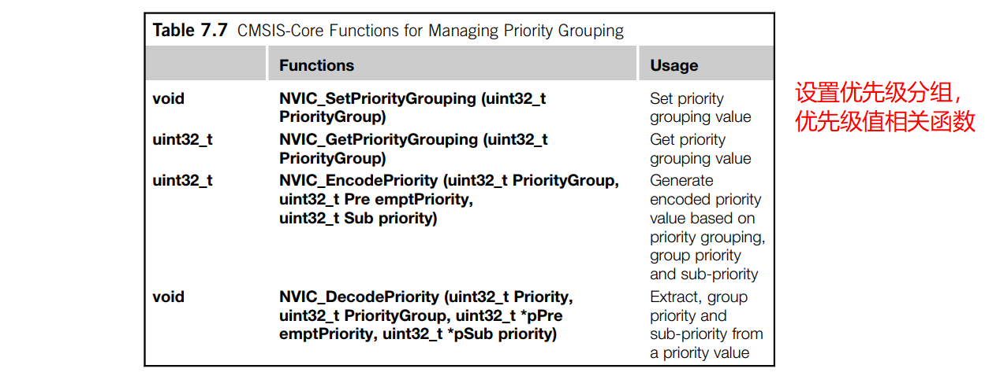 Table 7.7 CMSIS-Core Functions for Managing Priority Grouping
Functions Usage
void NVIC_SetPriorityGrouping (uint32_t Set priority
PriorityGroup) grouping value
uint32_t NVIC_GetPriorityGrouping (uint32_t Get priority
PriorityGroup) grouping value
uint32_t NVIC_EncodePriority (uint32_t PriorityGroup, Generate
uint32_t Pre emptPriority, encoded priority
uint32_t Sub priority) value based on
priority grouping,
group priority
and sub-priority
void NVIC_DecodePriority (uint32_t Priority, Extract, group
uint32_t PriorityGroup, uint32_t *pPre priority and
emptPriority, uint32_t *pSub priority) sub-priority from
a priority value
设置优先级分组，
优先级值相关函数